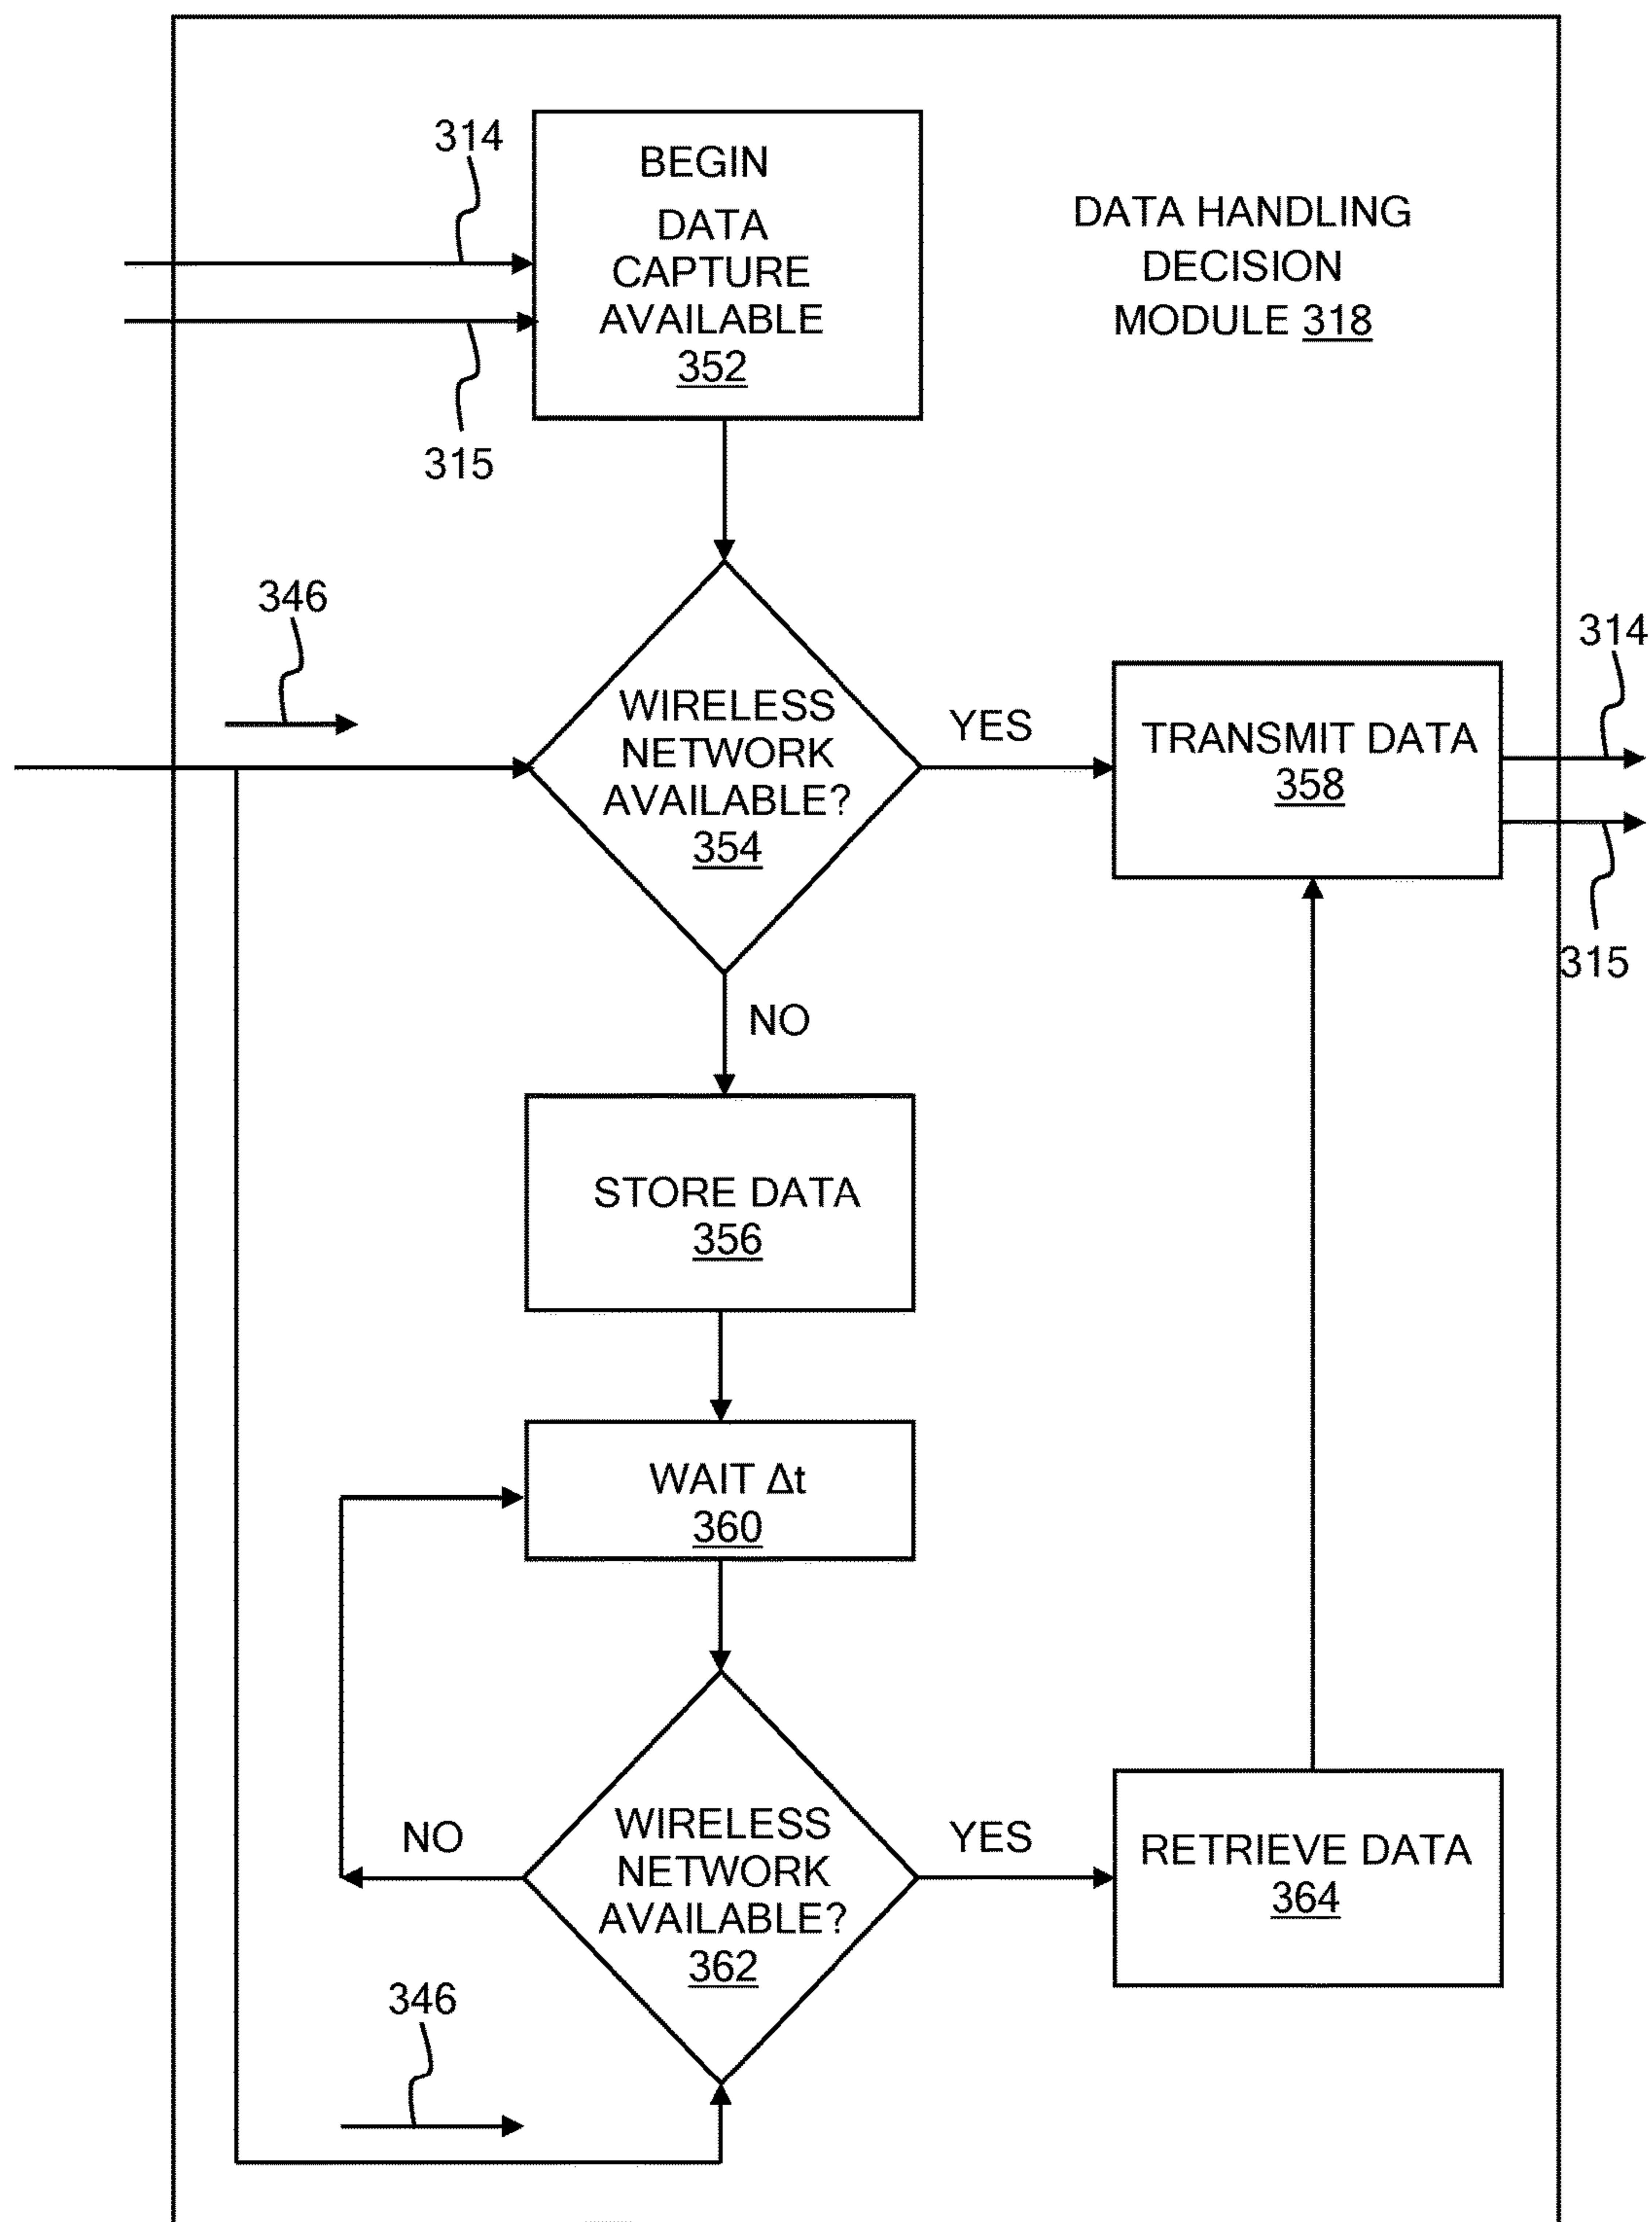 314
BEGIN
DATA
CAPTURE
AVAILABLE
352
315
DATA HANDLING
DECISION
MODULE 318
346
WIRELESS
NETWORK
AVAILABLE?
354
YES
TRANSMIT DATA
358
314
315
NO
STORE DATA
356
WAIT Δt
360
NO
WIRELESS
NETWORK
AVAILABLE?
362
YES
RETRIEVE DATA
364
346